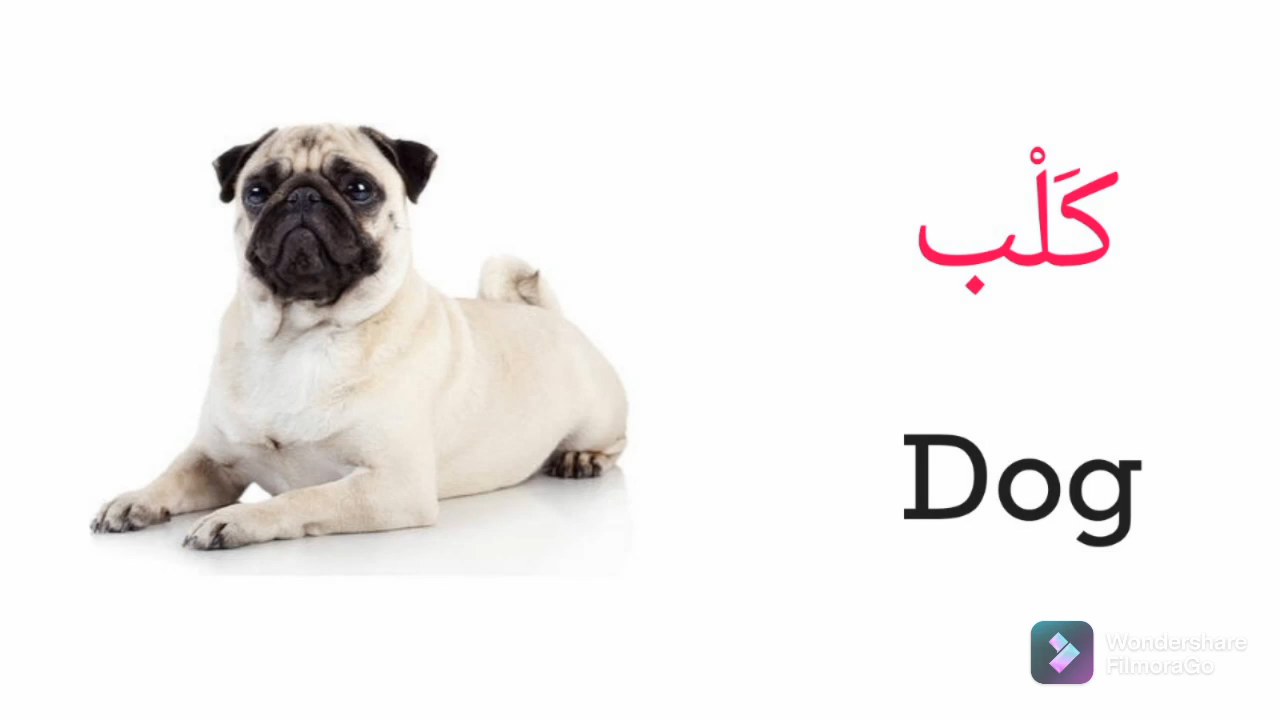 كَلْب
Dog
Wondershare
FilmoraGo